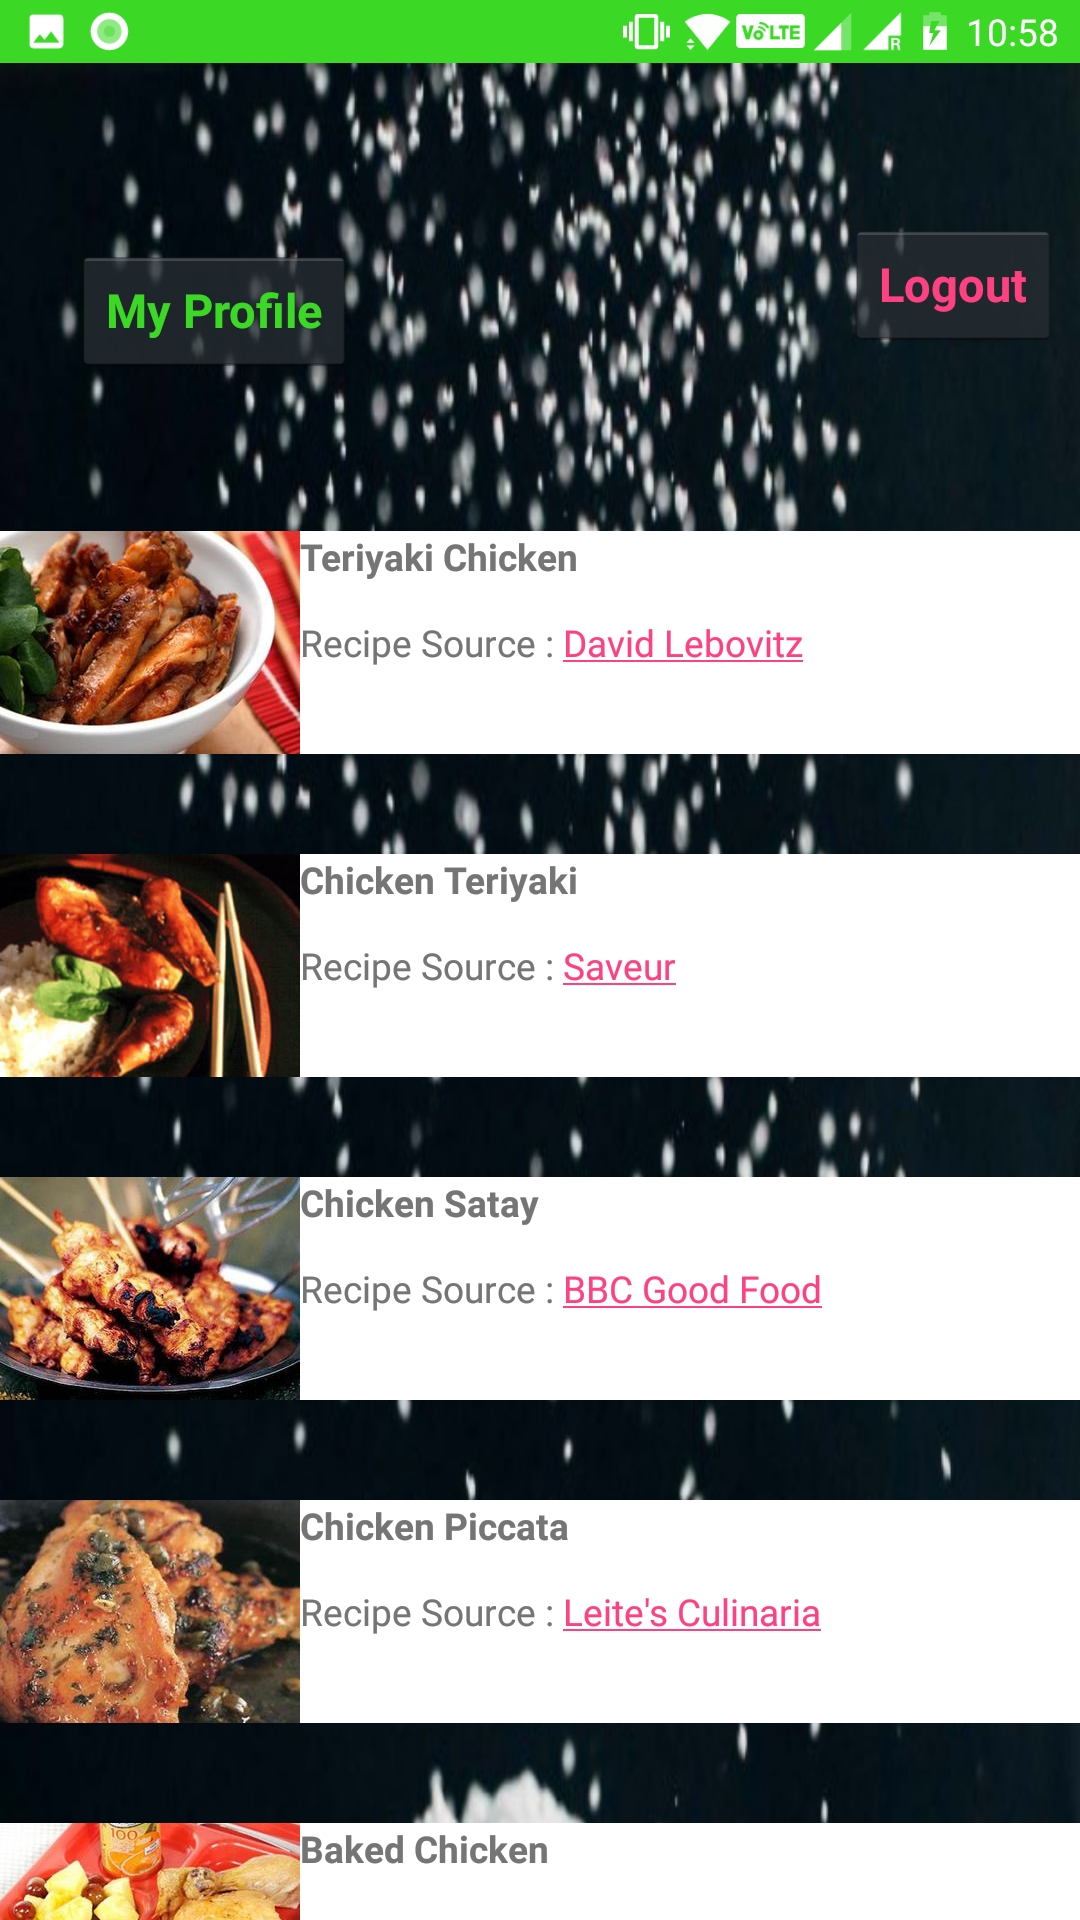 VoLTE R 10:58
My Profile
Logout
Teriyaki Chicken
Recipe Source : David Lebovitz
Chicken Teriyaki
Recipe Source : Saveur
Chicken Satay
Recipe Source : BBC Good Food
Chicken Piccata
Recipe Source : Leite's Culinaria
Baked Chicken
100